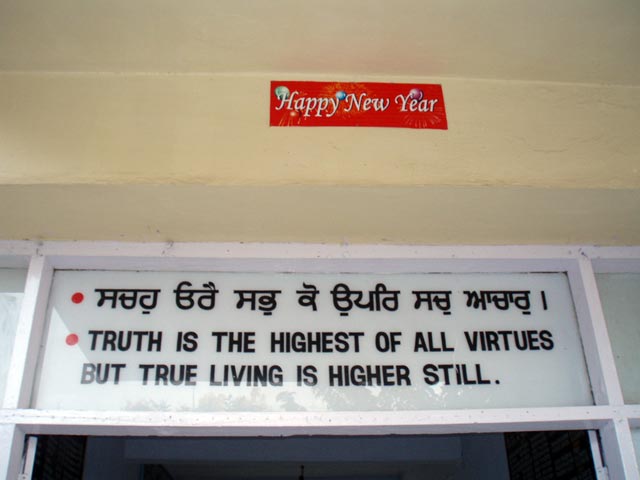 Happy New Year
ਸਚਹੁ ਓਰੈ ਸਭੁ ਕੋ ਉਪਰਿ ਸਚੁ ਆਚਾਰੁ ।
TRUTH IS THE HIGHEST OF ALL VIRTUES
BUT TRUE LIVING IS HIGHER STILL.